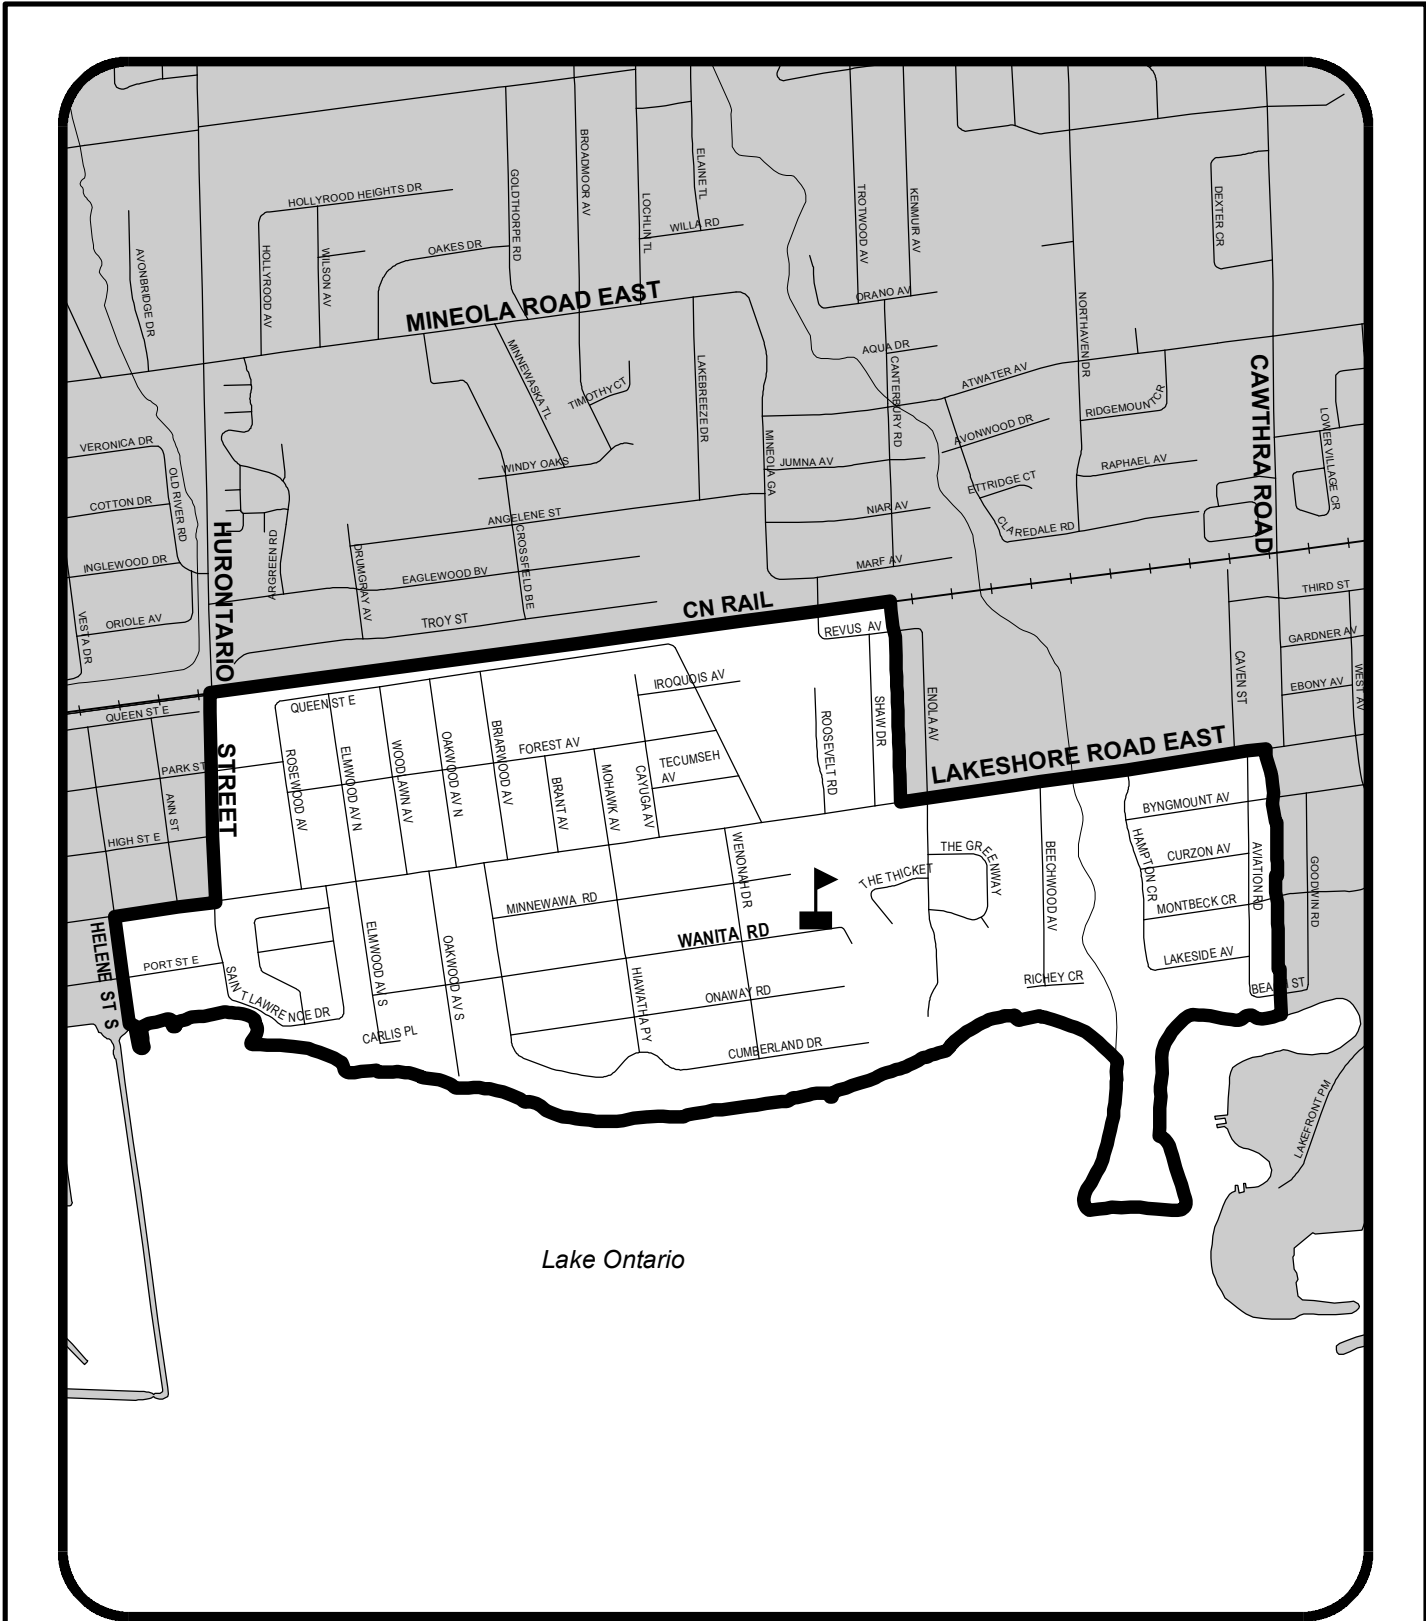 BROADMOOR AV
ELAINE TL
GOLDTHORPE RD
HOLLYROOD HEIGHTS DR
LOCHLIN TL
TROTWOOD AV
KENMUIR AV
DEXTER CR
WILLA RD
AVONBRIDGE DR
HOLLYROOD AV
WILSON AV
OAKES DR
ORANO AV
MINEOLA ROAD EAST
NORTHAVEN DR
AQUA DR
MINNEWASKA TL
TIMOTHY CT
LAKEBREEZE DR
CANTERBURY RD
ATWATER AV
CAWTHRA ROAD
RIDGEMOUNT CR
LOWER VILLAGE CR
VERONICA DR
AVONWOOD DR
MINEOLA GA
OLD RIVER RD
WINDY OAKS
JUMNA AV
RAPHAEL AV
COTTON DR
ETTRIDGE CT
NIAR AV
ANGELENE ST
CLAREDALE RD
HURONTARIO
ARGREEN RD
DRUMGRAY AV
CROSSFIELD BE
INGLEWOOD DR
EAGLEWOOD BV
MARF AV
THIRD ST
VESTA DR
ORIOLE AV
TROY ST
CN RAIL
REVUS AV
GARDNER AV
CAVEN ST
WEST AV
IROQUOIS AV
EBONY AV
QUEEN ST E
QUEEN ST E
ENOLA AV
SHAW DR
ROOSEVELT RD
BRIARWOOD AV
OAKWOOD AV N
WOODLAWN AV
ELMWOOD AV N
ROSEWOOD AV
FOREST AV
LAKESHORE ROAD EAST
STREET
PARK ST
TECUMSEH
AV
CAYUGA AV
MOHAWK AV
BRANT AV
ANN ST
BYNGMOUNT AV
HIGH ST E
WENONAH DR
THE GREENWAY
BEECHWOOD AV
HAMPTON CR
CURZON AV
AVIATION RD
GOODWIN RD
THE THICKET
MINNEWAWA RD
MONTBECK CR
HELENE ST S
ELMWOOD AV S
OAKWOOD AV S
WANITA RD
PORT ST E
LAKESIDE AV
SAINT LAWRENCE DR
HIAWATHA PY
ONAWAY RD
RICHEY CR
BEACH ST
CARLIS PL
CUMBERLAND DR
LAKEFRONT PM
Lake Ontario